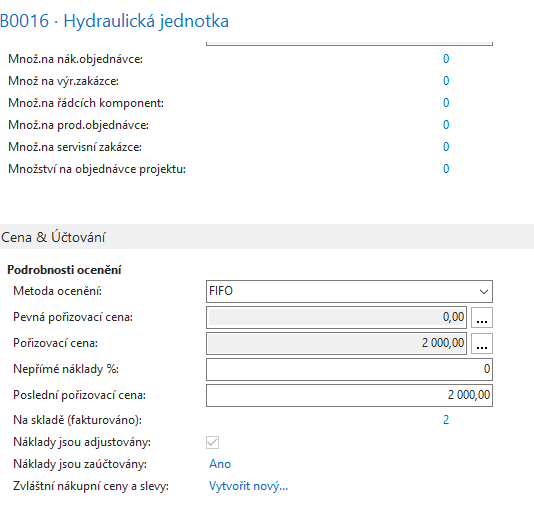 B0016 · Hydraulická jednotka
Množ.na nák.objednávce: 0
Množ na výr.zakázce: 0
Množ.na řádcích komponent: 0
Množ.na prod.objednávce: 0
Množ.na servisní zakázce: 0
Množství na objednávce projektu: 0
Cena & Účtování
Podrobnosti ocenění
Metoda ocenění: FIFO
Pevná pořizovací cena: 0,00 ...
Pořizovací cena: 2 000,00 ...
Nepřímé náklady %: 0
Poslední pořizovací cena: 2 000,00
Na skladě (fakturováno): 2
Náklady jsou adjustovány:
Náklady jsou zaúčtovány: Ano
Zvláštní nákupní ceny a slevy: Vytvořit nový...